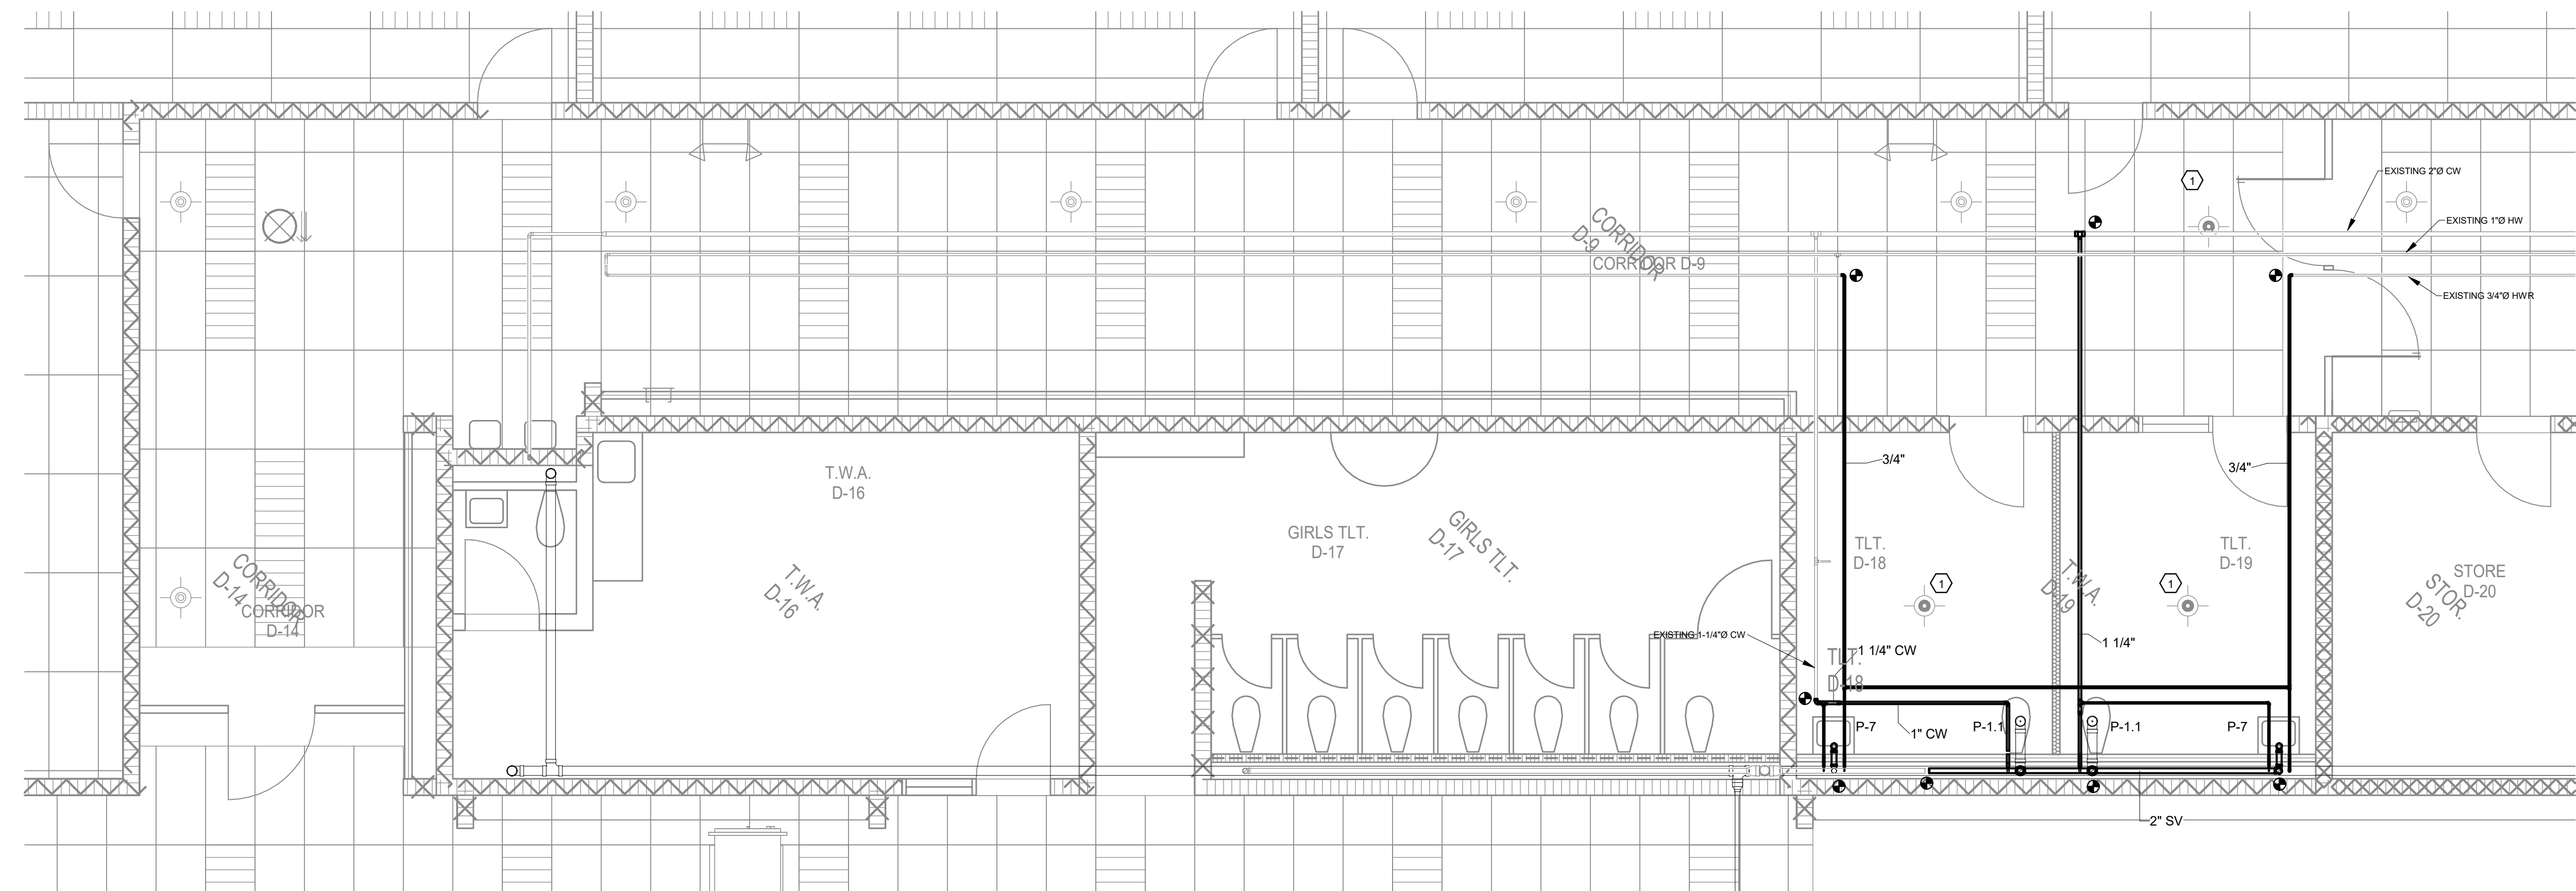 1
EXISTING 2"Ø CW
EXISTING 1"Ø HW
CORRIDOR
D-9
CORRIDOR D-9
EXISTING 3/4"Ø HWR
3/4"
3/4"
T.W.A.
D-16
GIRLS TLT.
D-17
GIRLS TLT.
D-17
TLT.
D-18
TLT.
D-19
T.W.A.
D-19
STORE
D-20
STOR.
D-20
T.W.A.
D-16
CORRIDOR
D-14
CORRIDOR
D-14
1
1
EXISTING 1-1/4"Ø CW
1 1/4" CW
1 1/4"
TLT.
D-18
P-7
1" CW
P-1.1
P-1.1
P-7
2" SV